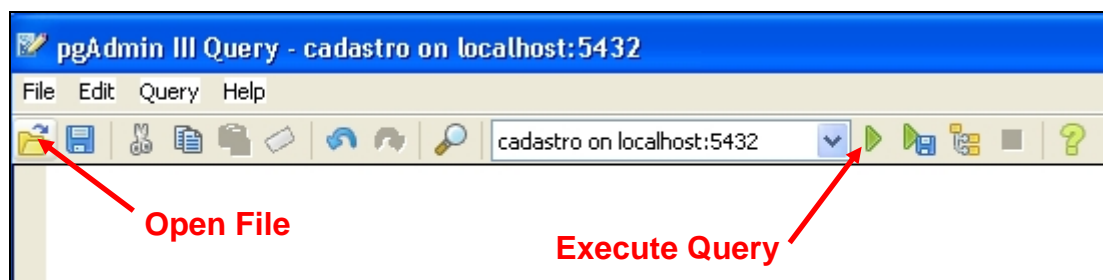 pgAdmin III Query - cadastro on localhost:5432
File Edit Query Help
cadastro on localhost:5432
Open File
Execute Query